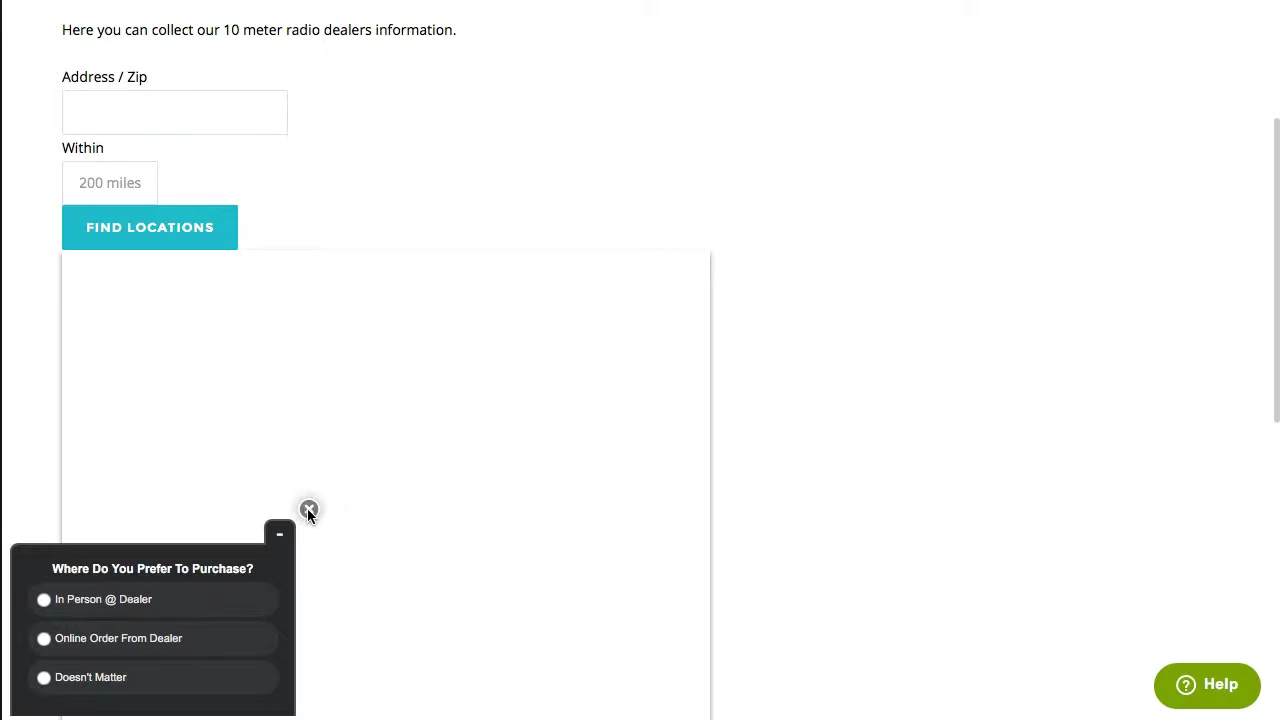 Here you can collect our 10 meter radio dealers information.
Address / Zip
Within
200 miles
FIND LOCATIONS
Where Do You Prefer To Purchase?
In Person @ Dealer
Online Order From Dealer
Doesn't Matter
Help